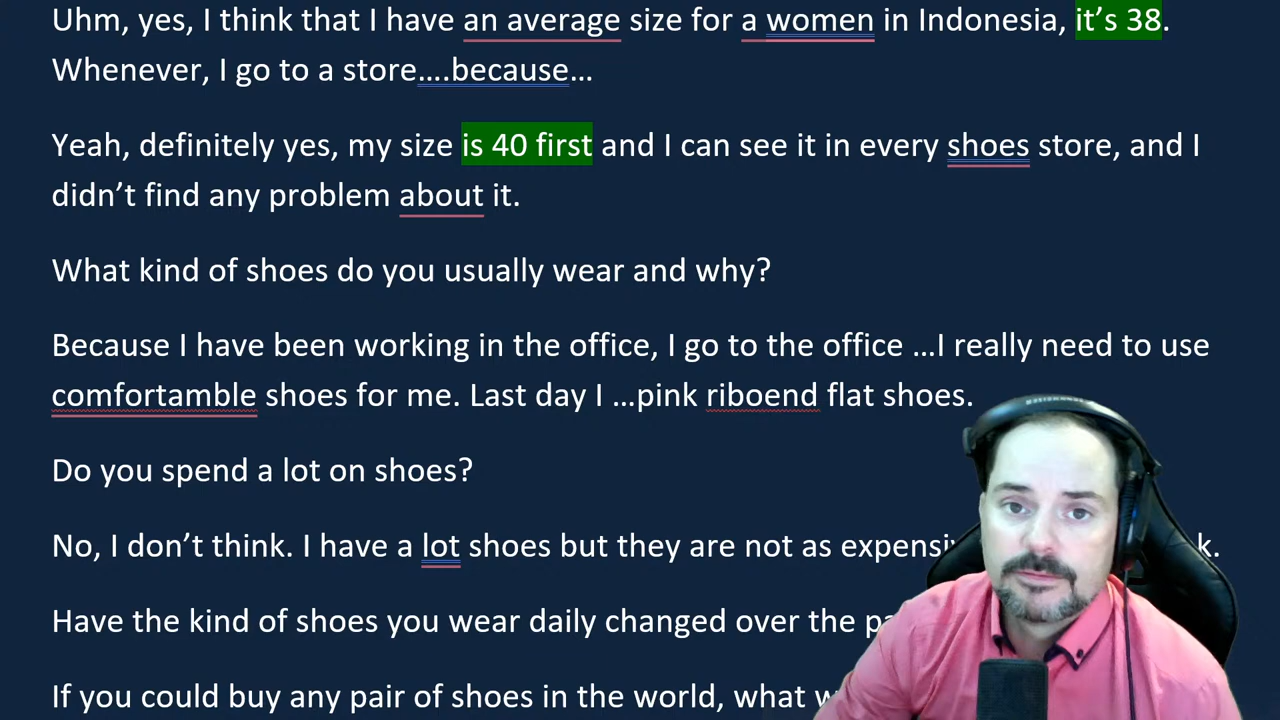 Uhm, yes, I think that I have an average size for a women in Indonesia, it's 38.
Whenever, I go to a store....because...
Yeah, definitely yes, my size is 40 first and I can see it in every shoes store, and I
didn't find any problem about it.
What kind of shoes do you usually wear and why?
Because I have been working in the office, I go to the office ...I really need to use
comfortamble shoes for me. Last day I ...pink riboend flat shoes.
Do you spend a lot on shoes?
No, I don't think. I have a lot shoes but they are not as
Have the kind of shoes you wear daily changed over the
If you could buy any pair of shoes in the world, what